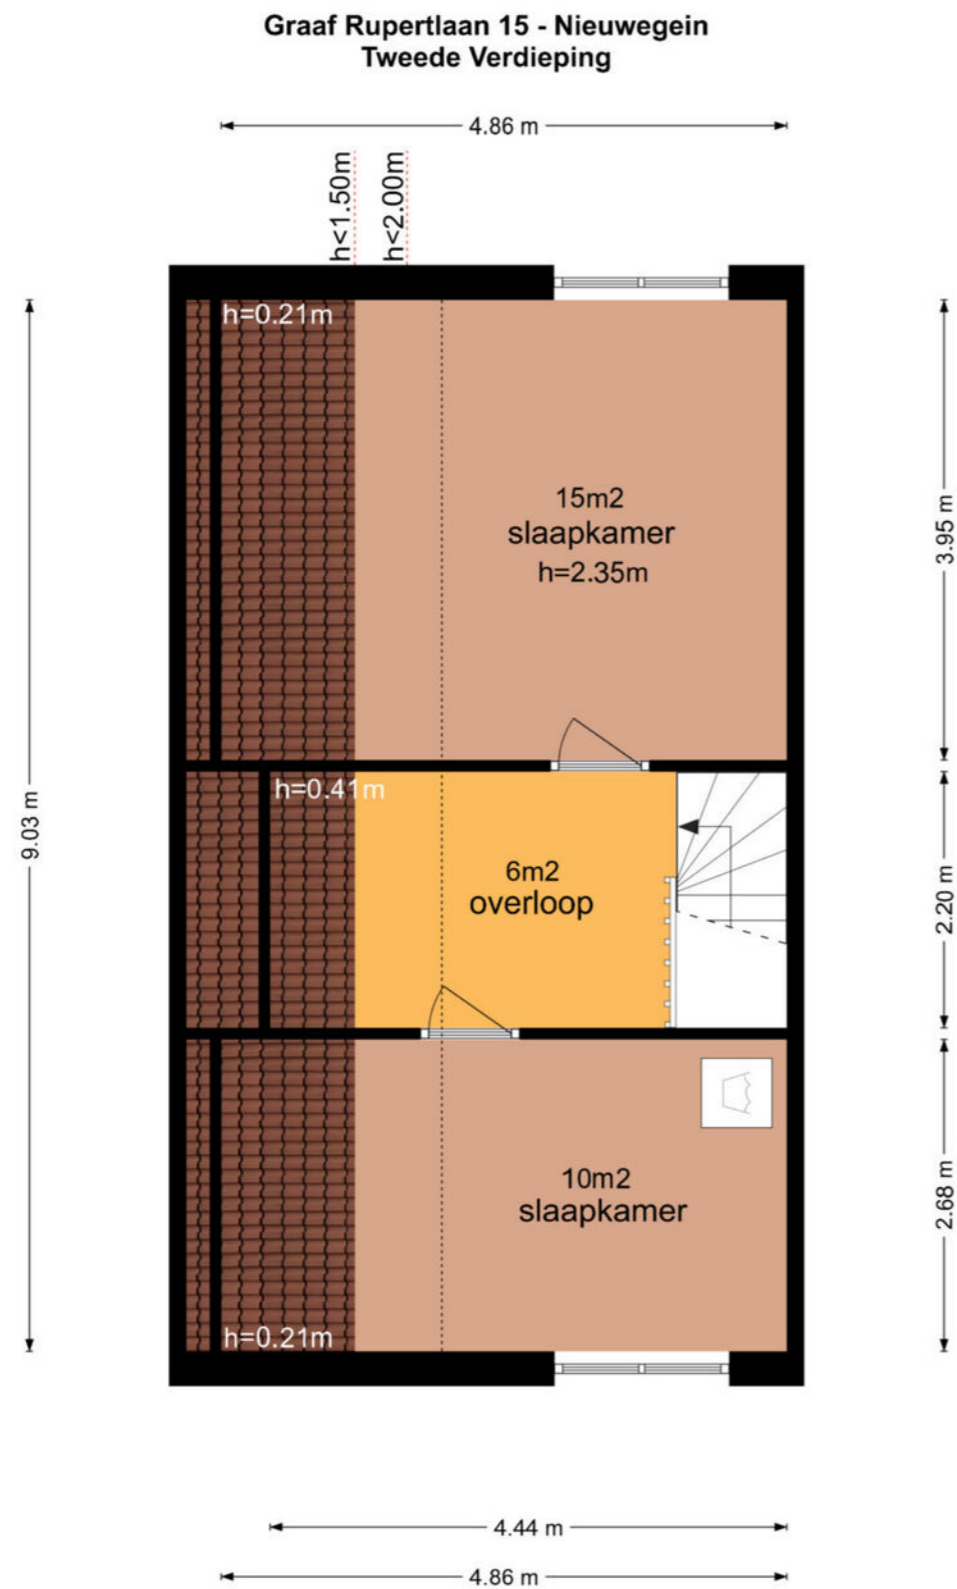 Graaf Rupertlaan 15 - Nieuwegein
Tweede Verdieping
4.86 m
h<1.50m
h<2.00m
h=0.21m
15m2
slaapkamer
h=2.35m
3.95 m
9.03 m
h=0.41m
6m2
overloop
2.20 m
10m2
slaapkamer
2.68 m
h=0.21m
4.44 m
4.86 m